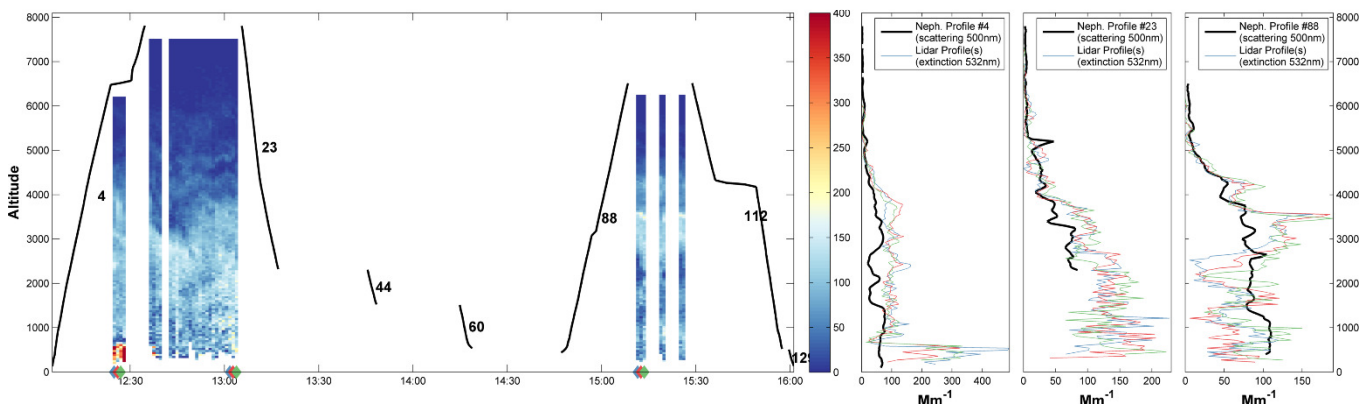 8000
7000
6000
5000
4000
3000
2000
1000
0
Altitude
4
23
44
60
88
112
129
12:30
13:00
13:30
14:00
14:30
15:00
15:30
16:00
400
350
300
250
200
150
100
50
0
Neph. Profile #4
(scattering 500nm)
Lidar Profile(s)
(extinction 532nm)
0 100 200 300 400
Mm-1
Neph. Profile #23
(scattering 500nm)
Lidar Profile(s)
(extinction 532nm)
0 50 100 150 200
Mm-1
Neph. Profile #88
(scattering 500nm)
Lidar Profile(s)
(extinction 532nm)
0 50 100 150
Mm-1
8000
7000
6000
5000
4000
3000
2000
1000
0